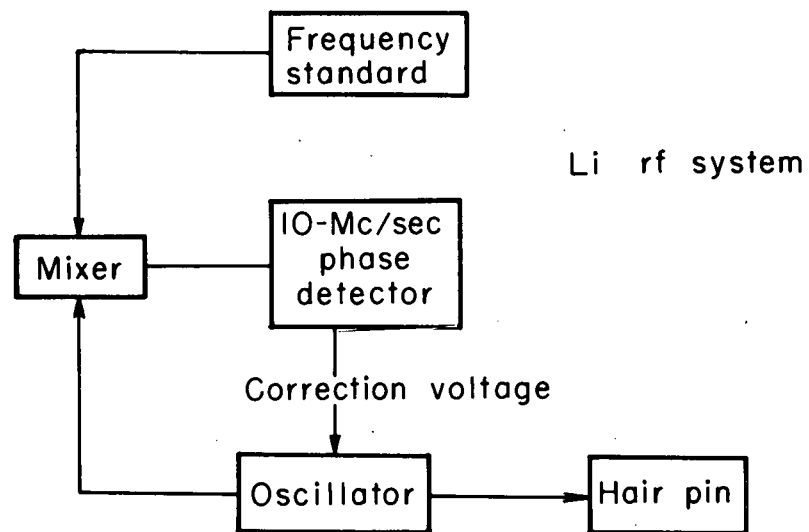 Frequency
standard
Li rf system
Mixer
10-Mc/sec
phase
detector
Correction voltage
Oscillator
Hair pin